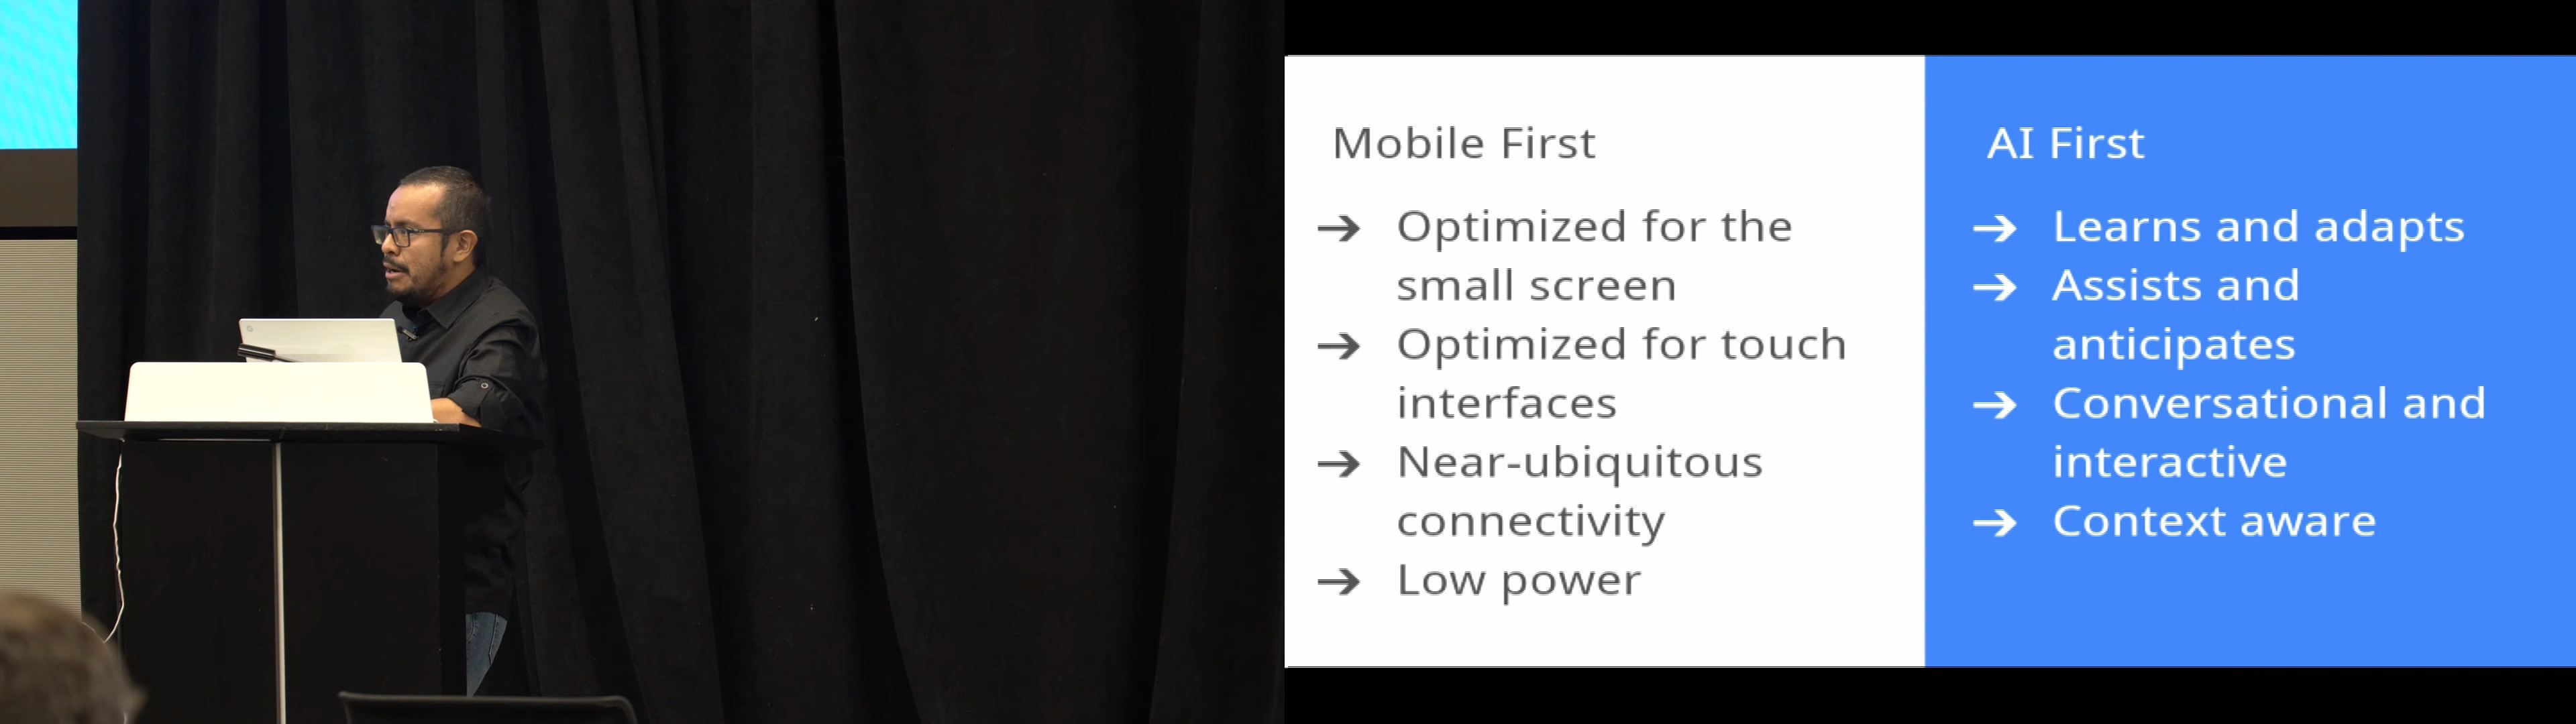 Mobile First
➔ Optimized for the
small screen
➔ Optimized for touch
interfaces
➔ Near-ubiquitous
connectivity
➔ Low power
AI First
➔ Learns and adapts
➔ Assists and
anticipates
➔ Conversational and
interactive
➔ Context aware